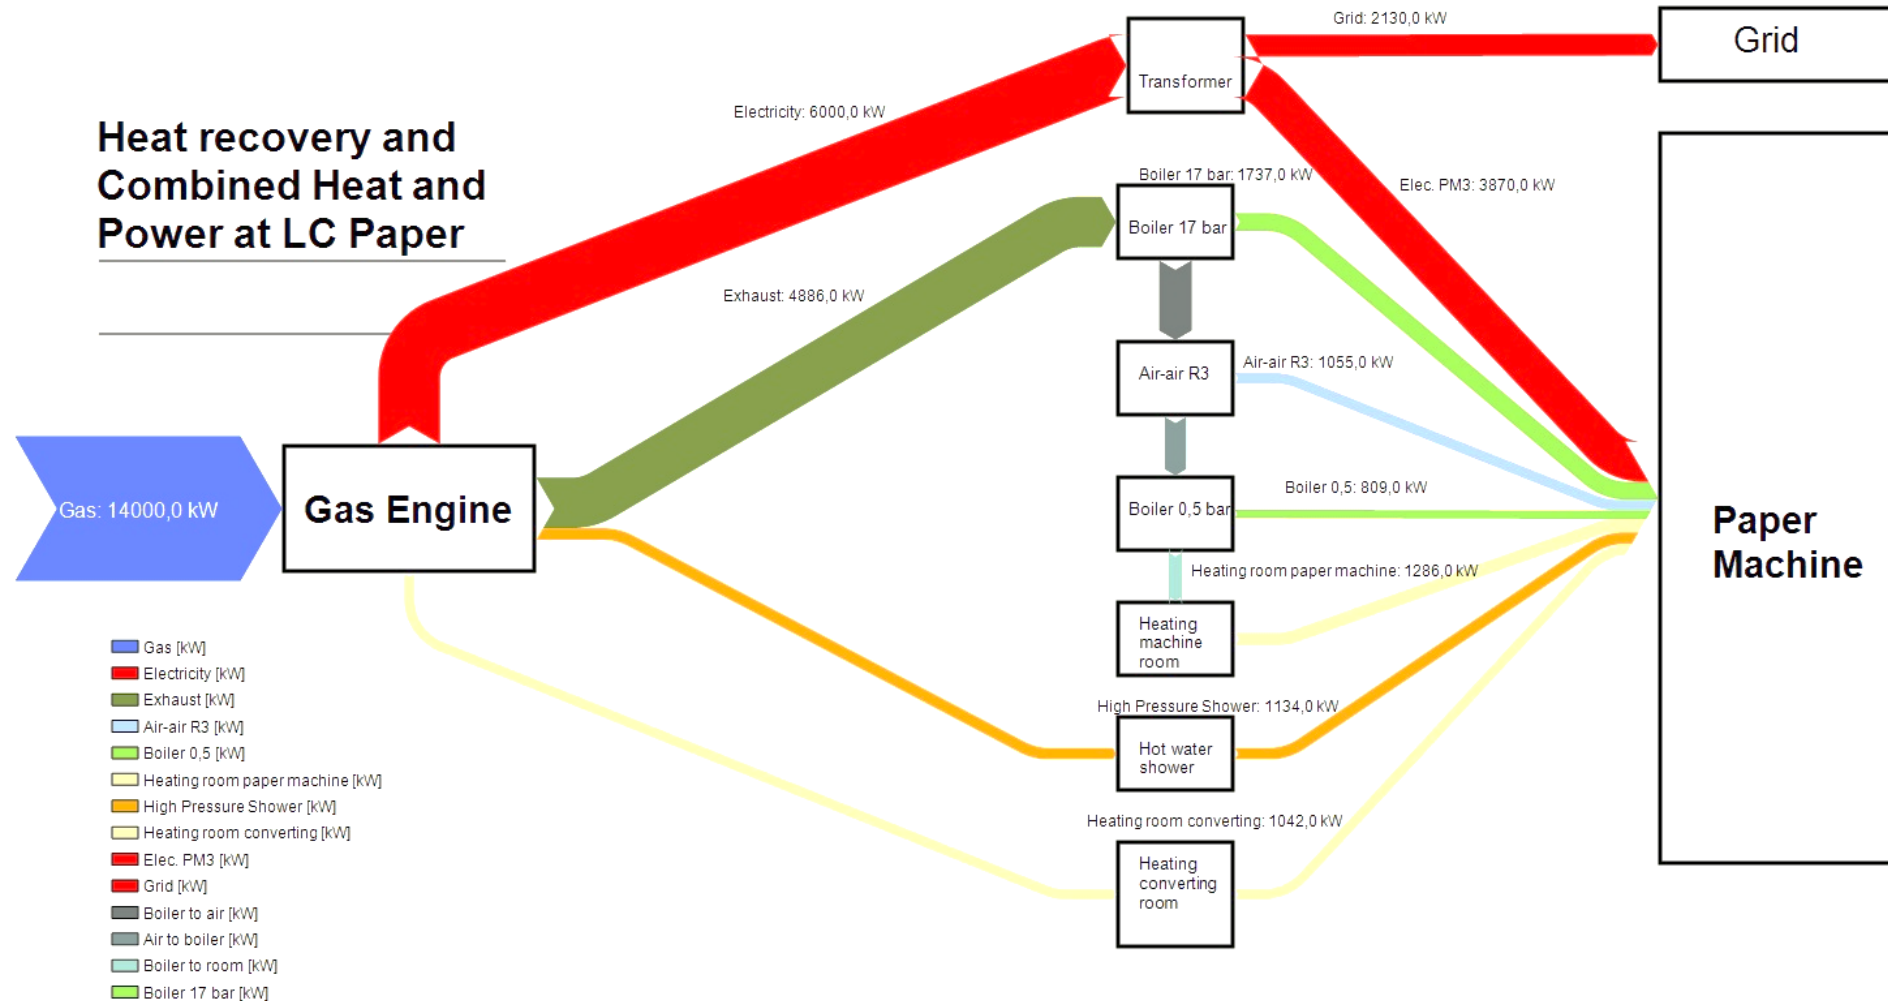 Grid: 2130,0 kW
Grid
Transformer
Electricity: 6000,0 kW
Heat recovery and
Combined Heat and
Power at LC Paper
Boiler 17 bar: 1737,0 kW
Elec. PM3: 3870,0 kW
Boiler 17 bar
Exhaust: 4886,0 kW
Air-air R3: 1055,0 kW
Air-air R3
Boiler 0,5: 809,0 kW
Gas: 14000,0 kW
Gas Engine
Boiler 0,5 bar
Paper
Machine
Heating room paper machine: 1286,0 kW
Heating
machine
room
High Pressure Shower: 1134,0 kW
Hot water
shower
Heating room converting: 1042,0 kW
Heating
converting
room
Gas [kW]
Electricity [kW]
Exhaust [kW]
Air-air R3 [kW]
Boiler 0,5 [kW]
Heating room paper machine [kW]
High Pressure Shower [kW]
Heating room converting [kW]
Elec. PM3 [kW]
Grid [kW]
Boiler to air [kW]
Air to boiler [kW]
Boiler to room [kW]
Boiler 17 bar [kW]